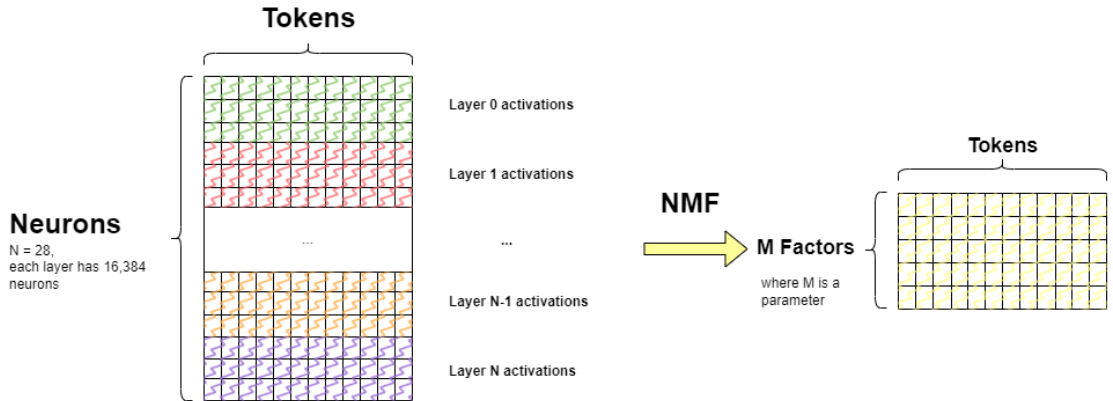 Tokens
Layer 0 activations
Layer 1 activations
Neurons
N = 28,
each layer has 16,384
neurons
...
...
Layer N-1 activations
Layer N activations
NMF
Tokens
M Factors
where M is a
parameter